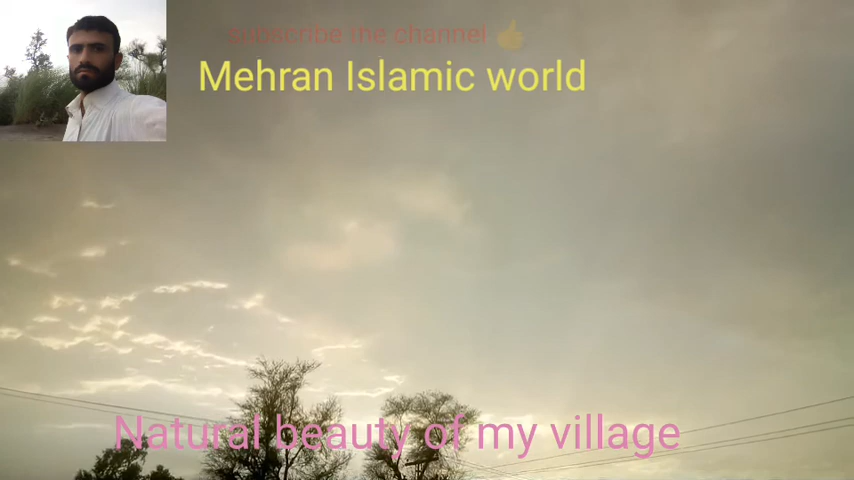 subscribe the channel 👍
Mehran Islamic world
Natural beauty of my village